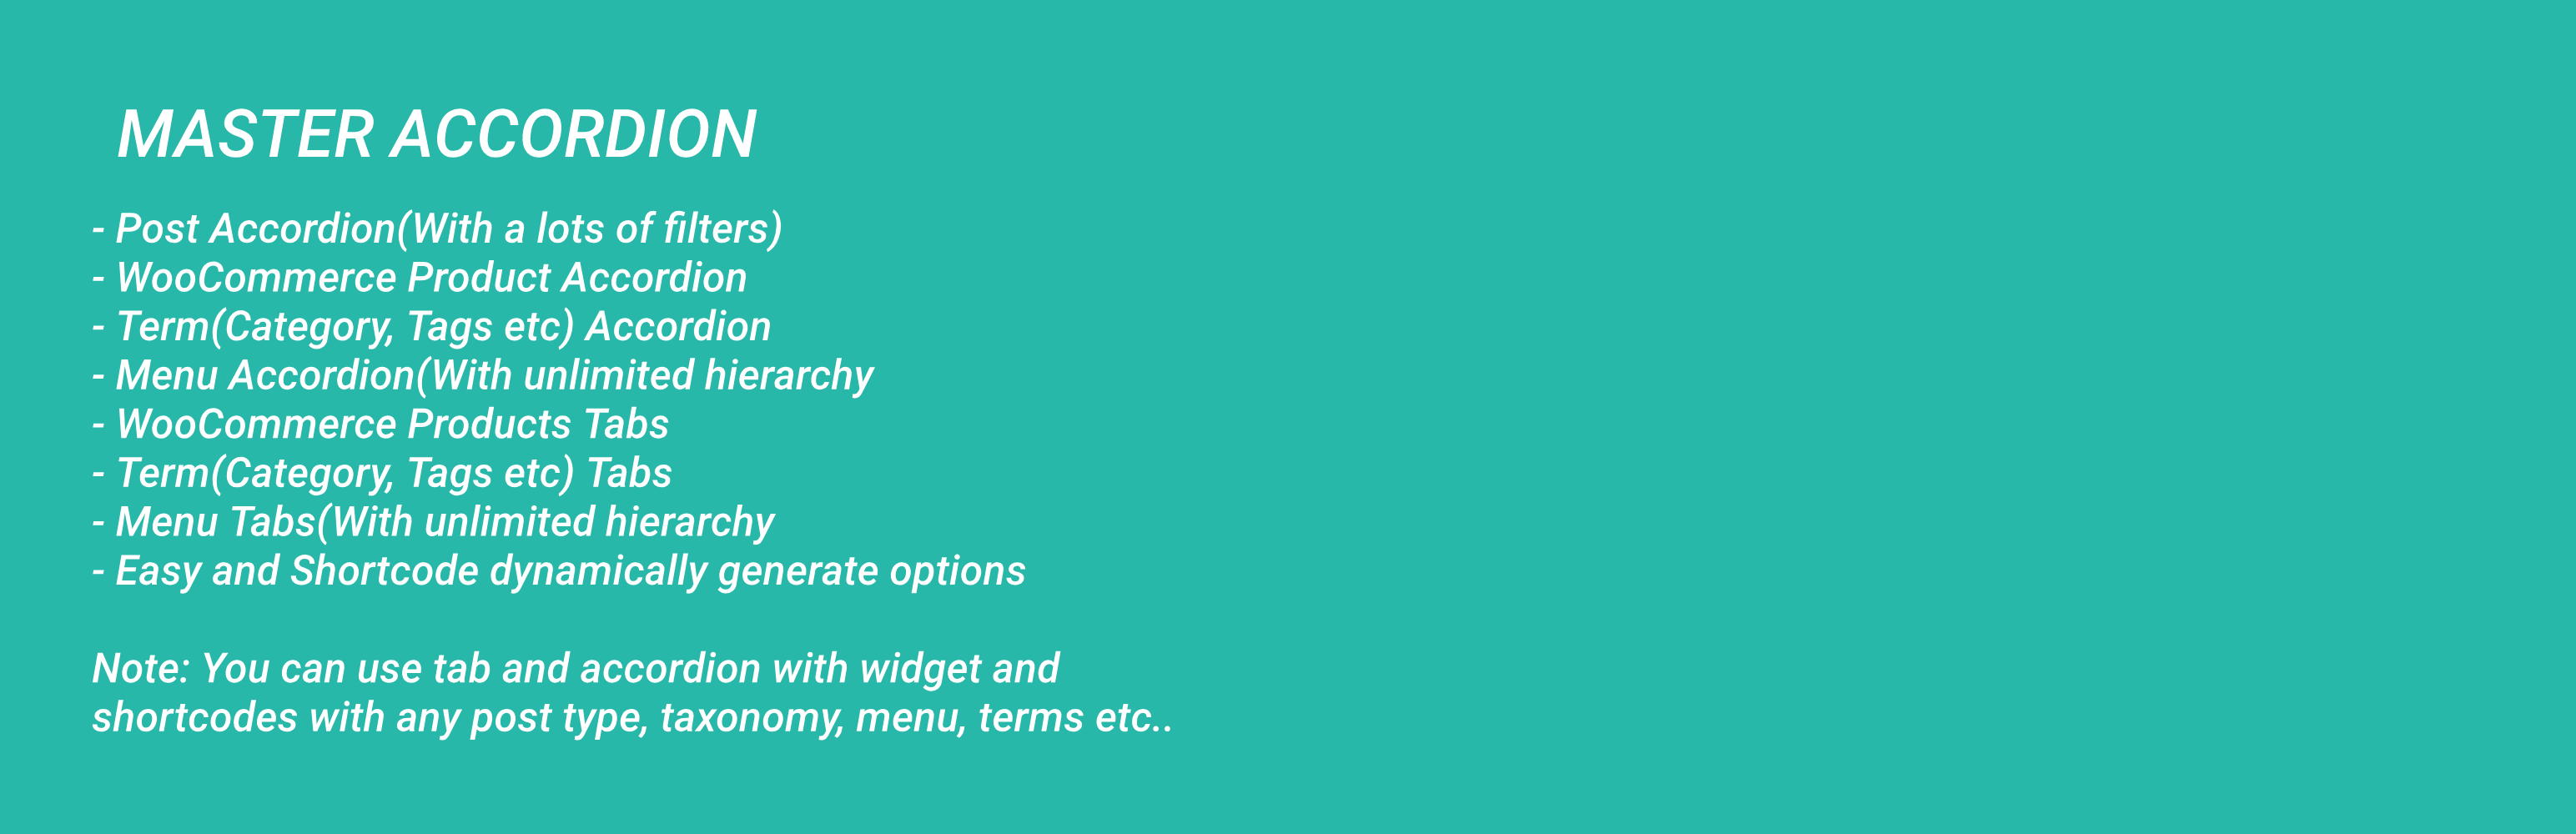 MASTER ACCORDION
- Post Accordion(With a lots of filters)
- WooCommerce Product Accordion
- Term(Category, Tags etc) Accordion
- Menu Accordion(With unlimited hierarchy
- WooCommerce Products Tabs
- Term(Category, Tags etc) Tabs
- Menu Tabs(With unlimited hierarchy
- Easy and Shortcode dynamically generate options
Note: You can use tab and accordion with widget and
shortcodes with any post type, taxonomy, menu, terms etc..